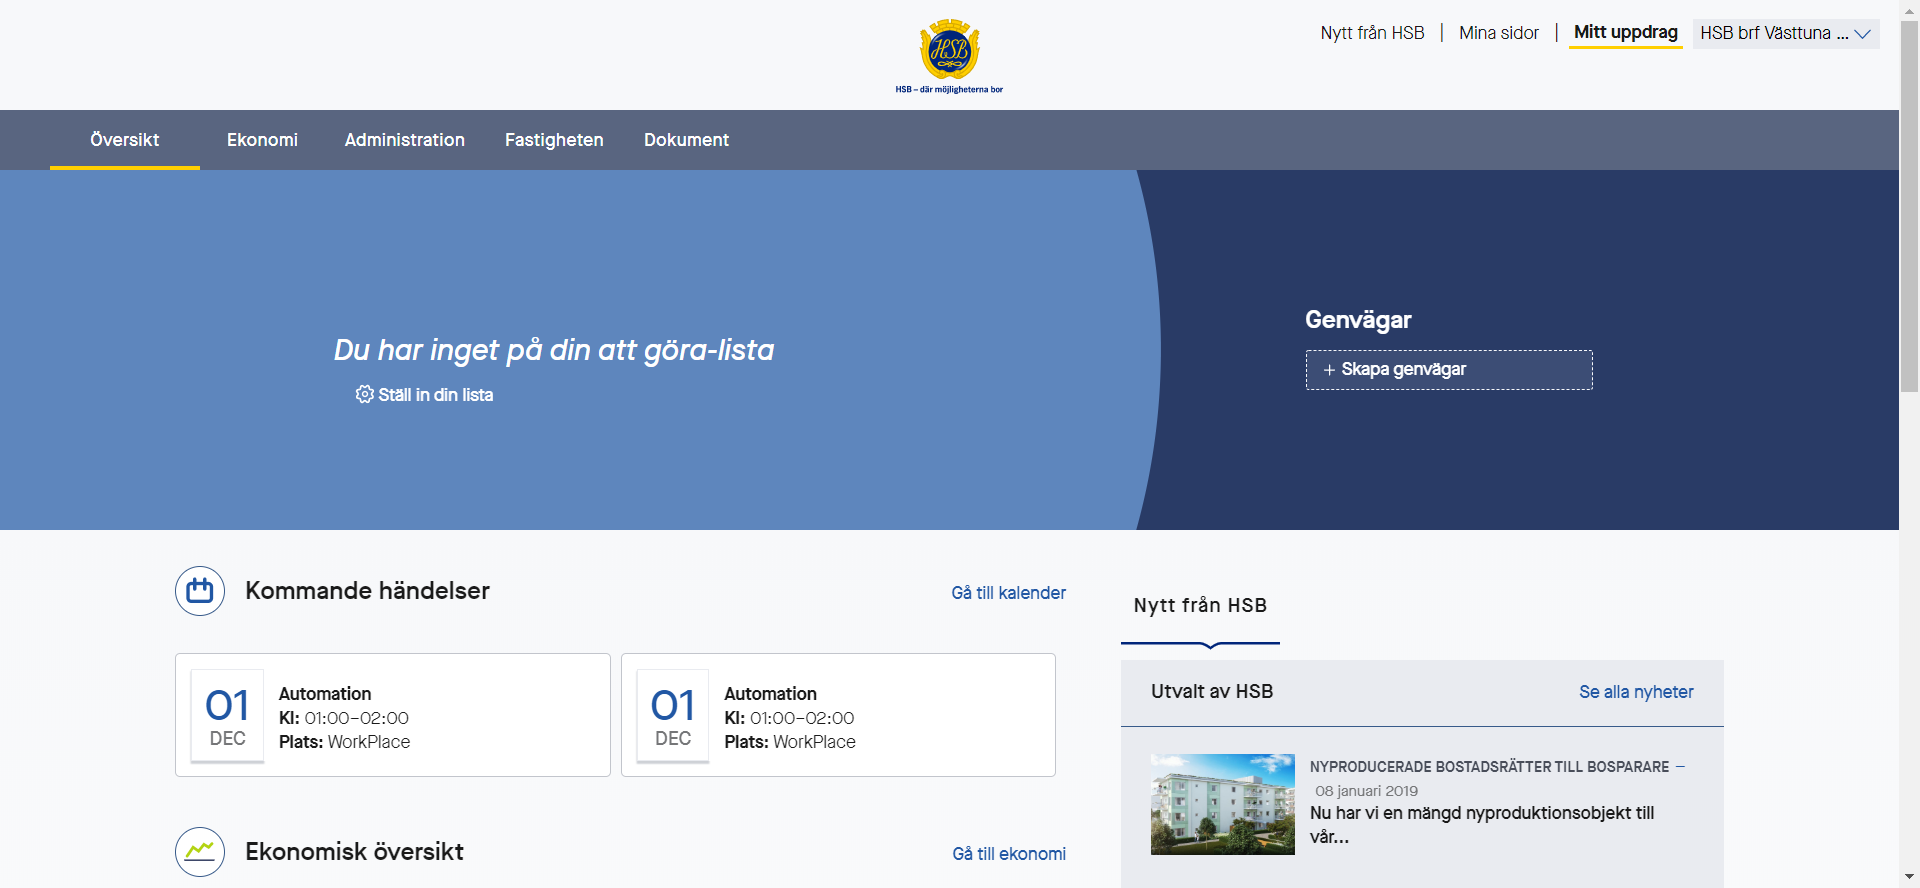 HSB
HSB – där möjligheterna bor
Nytt från HSB
Mina sidor
Mitt uppdrag
HSB brf Västtuna ...
Översikt
Ekonomi
Administration
Fastigheten
Dokument
Du har inget på din att göra-lista
Ställ in din lista
Genvägar
+ Skapa genvägar
Kommande händelser
Gå till kalender
01
DEC
Automation
Kl: 01:00–02:00
Plats: WorkPlace
01
DEC
Automation
Kl: 01:00–02:00
Plats: WorkPlace
Ekonomisk översikt
Gå till ekonomi
Nytt från HSB
Utvalt av HSB
Se alla nyheter
NYPRODUCERADE BOSTADSRÄTTER TILL BOSPARARE –
08 januari 2019
Nu har vi en mängd nyproduktionsobjekt till
vår...